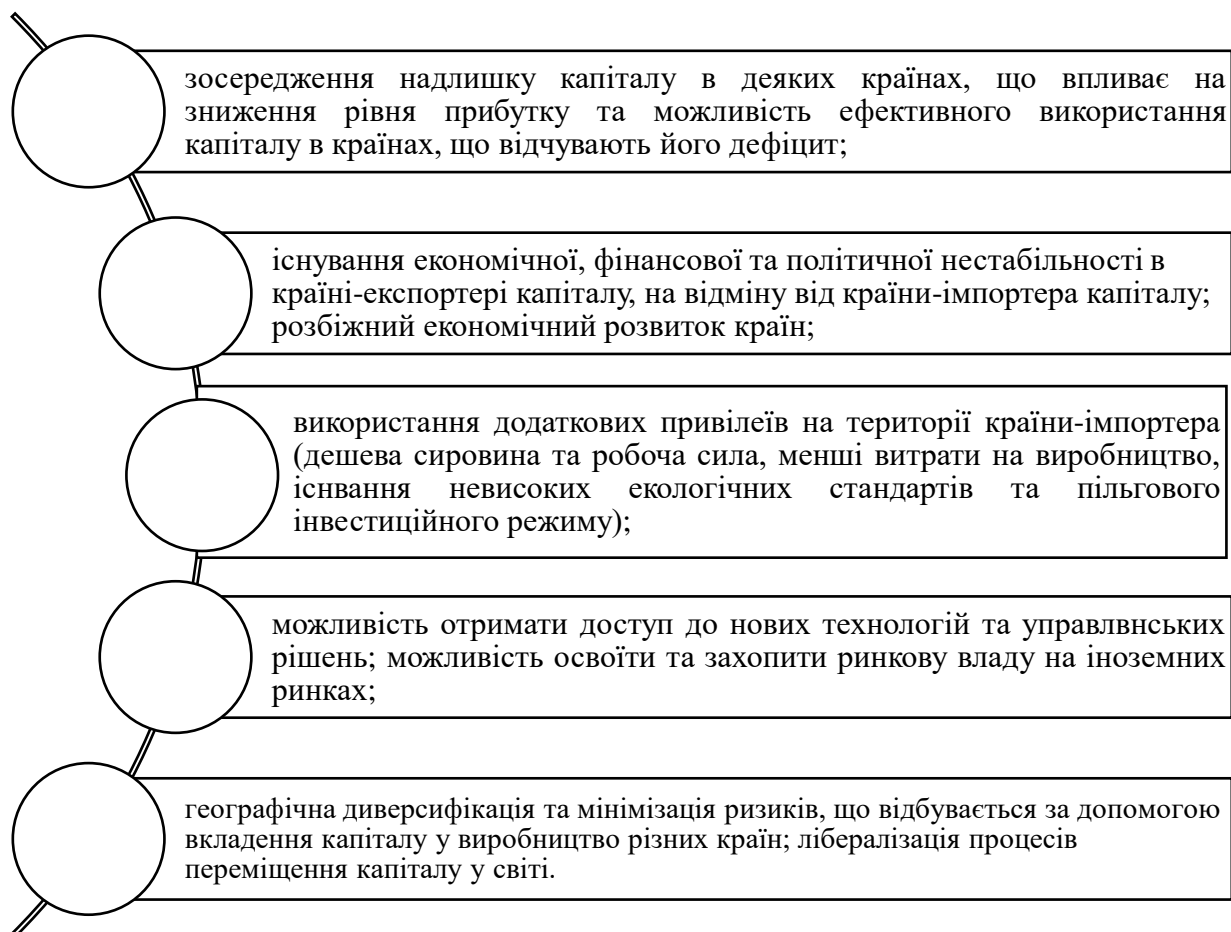 зосередження надлишку капіталу в деяких країнах, що впливає на
зниження рівня прибутку та можливість ефективного використання
капіталу в країнах, що відчувають його дефіцит;
існування економічної, фінансової та політичної нестабільності в
країні-експортері капіталу, на відміну від країни-імпортера капіталу;
розбіжний економічний розвиток країн;
використання додаткових привілеїв на території країни-імпортера
(дешева сировина та робоча сила, менші витрати на виробництво,
існвання невисоких екологічних стандартів та пільгового
інвестиційного режиму);
можливість отримати доступ до нових технологій та управлвнських
рішень; можливість освоїти та захопити ринкову владу на іноземних
ринках;
географічна диверсифікація та мінімізація ризиків, що відбувається за допомогою
вкладення капіталу у виробництво різних країн; лібералізація процесів
переміщення капіталу у світі.